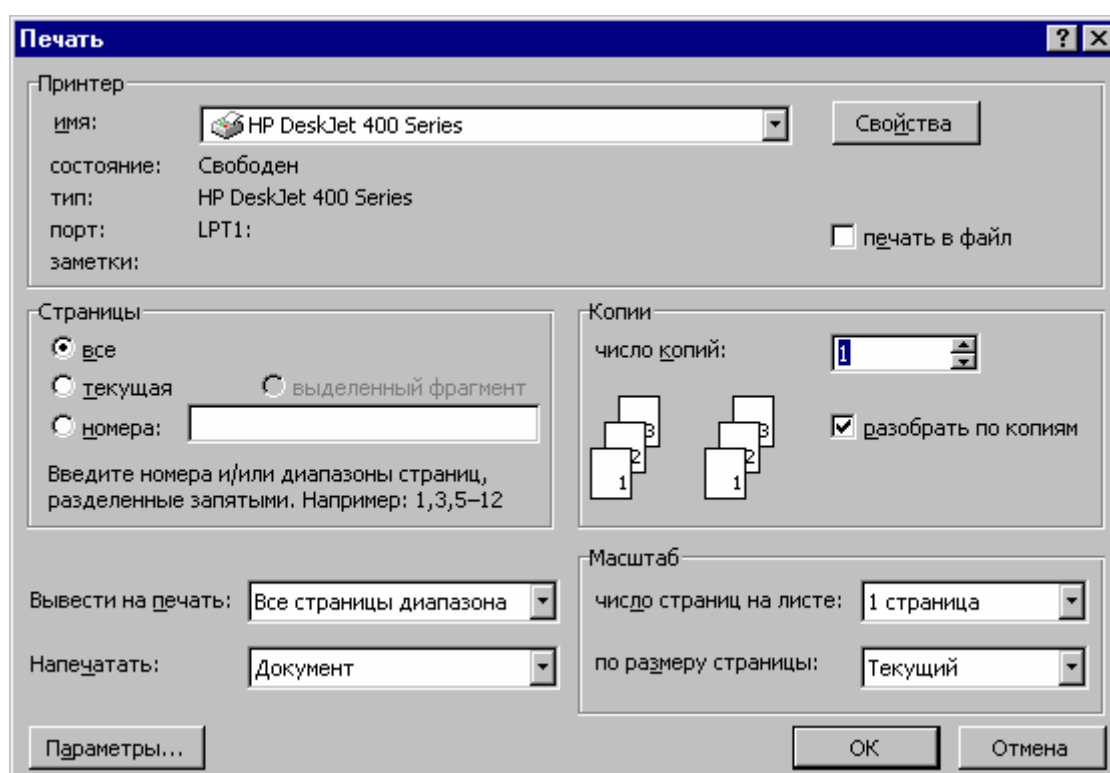 Печать
Принтер
имя: HP DeskJet 400 Series Свойства
состояние: Свободен
тип: HP DeskJet 400 Series
порт: LPT1: печать в файл
заметки:
Страницы
все
текущая выделенный фрагмент
номера:
Введите номера и/или диапазоны страниц,
разделенные запятыми. Например: 1,3,5–12
Копии
число копий: 1
разобрать по копиям
3 3
2 2
1 1
Вывести на печать: Все страницы диапазона
Напечатать: Документ
Масштаб
число страниц на листе: 1 страница
по размеру страницы: Текущий
Параметры... ОК Отмена